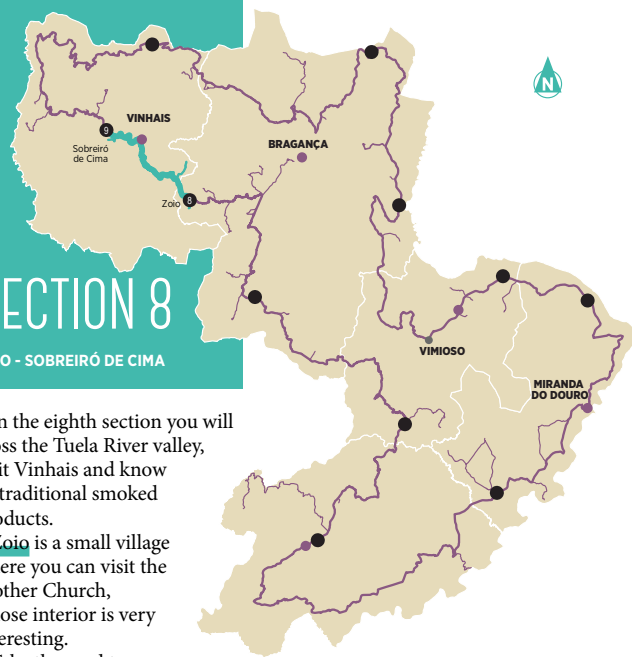 N
VINHAIS
9
Sobreiró
de Cima
BRAGANÇA
Zoio
8
ECTION 8
O - SOBREIRÓ DE CIMA
VIMIOSO
MIRANDA
DO DOURO
n the eighth section you will
oss the Tuela River valley,
it Vinhais and know
traditional smoked
oducts.
Zoio is a small village
ere you can visit the
other Church,
ose interior is very
eresting.